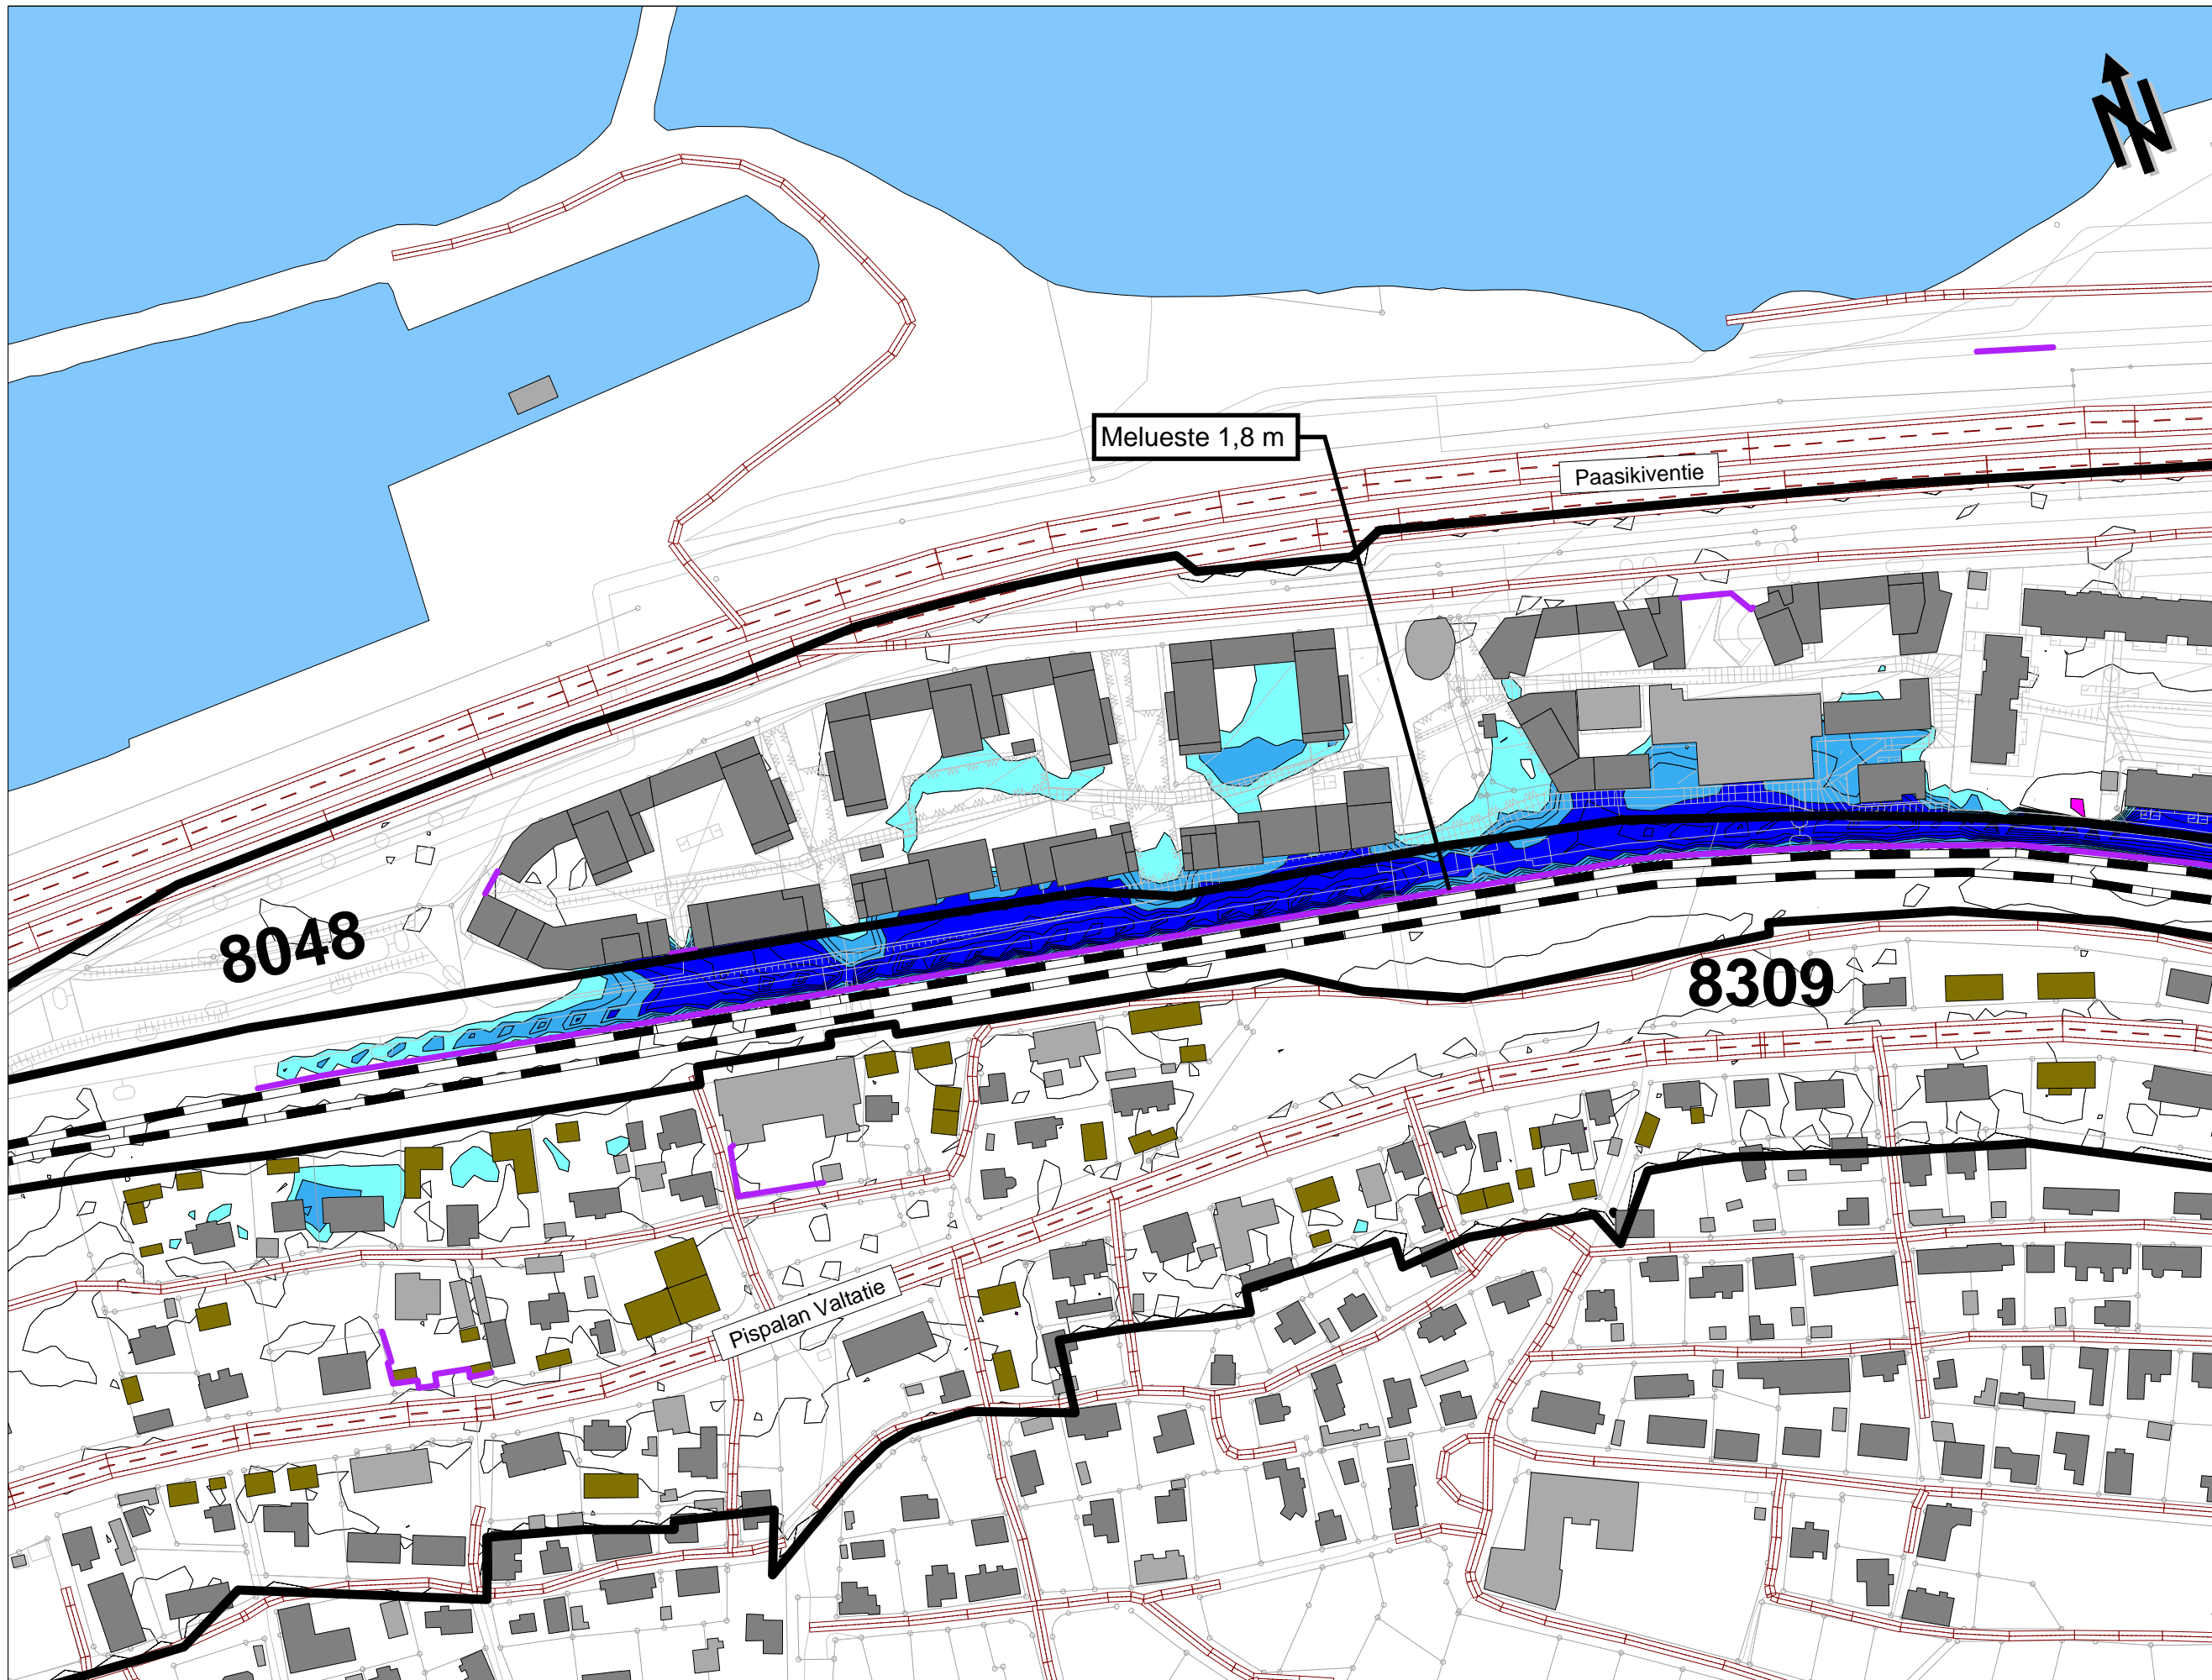 N
Melueste 1,8 m
Paasikiventie
8048
8309
Pispalan Valtatie